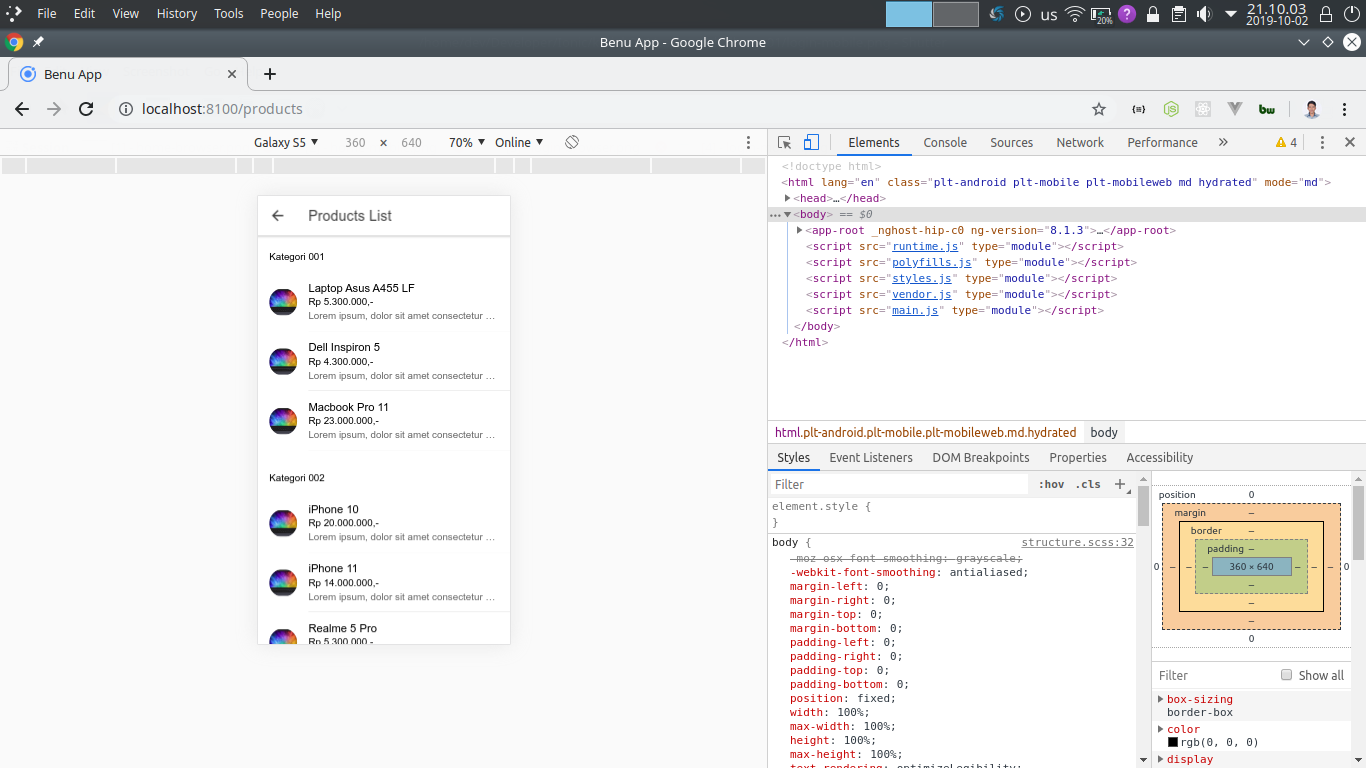 File Edit View History Tools People Help
us
20%
21.10.03
2019-10-02
Benu App - Google Chrome
Benu App
localhost:8100/products
Galaxy S5 360 × 640 70% Online
Elements Console Sources Network Performance » 4
Products List
Kategori 001
Laptop Asus A455 LF
Rp 5.300.000,-
Lorem ipsum, dolor sit amet consectetur ...
Dell Inspiron 5
Rp 4.300.000,-
Lorem ipsum, dolor sit amet consectetur ...
Macbook Pro 11
Rp 23.000.000,-
Lorem ipsum, dolor sit amet consectetur ...
Kategori 002
iPhone 10
Rp 20.000.000,-
Lorem ipsum, dolor sit amet consectetur ...
iPhone 11
Rp 14.000.000,-
Lorem ipsum, dolor sit amet consectetur ...
Realme 5 Pro
Rp 5.300.000,-
<!doctype html>
<html lang="en" class="plt-android plt-mobile plt-mobileweb md hydrated" mode="md">
<head>…</head>
<body> == $0
<app-root _nghost-hip-c0 ng-version="8.1.3">…</app-root>
<script src="runtime.js" type="module"></script>
<script src="polyfills.js" type="module"></script>
<script src="styles.js" type="module"></script>
<script src="vendor.js" type="module"></script>
<script src="main.js" type="module"></script>
</body>
</html>
html.plt-android.plt-mobile.plt-mobileweb.md.hydrated body
Styles Event Listeners DOM Breakpoints Properties Accessibility
Filter :hov .cls +
element.style {
}
body { structure.scss:32
-moz-osx-font-smoothing: grayscale;
-webkit-font-smoothing: antialiased;
margin-left: 0;
margin-right: 0;
margin-top: 0;
margin-bottom: 0;
padding-left: 0;
padding-right: 0;
padding-top: 0;
padding-bottom: 0;
position: fixed;
width: 100%;
max-width: 100%;
height: 100%;
max-height: 100%;
text-rendering: optimizeLegibility;
position 0
margin –
border –
padding –
0 – – – 360 × 640 – – – 0
–
–
–
0
Filter Show all
box-sizing
border-box
color
rgb(0, 0, 0)
display